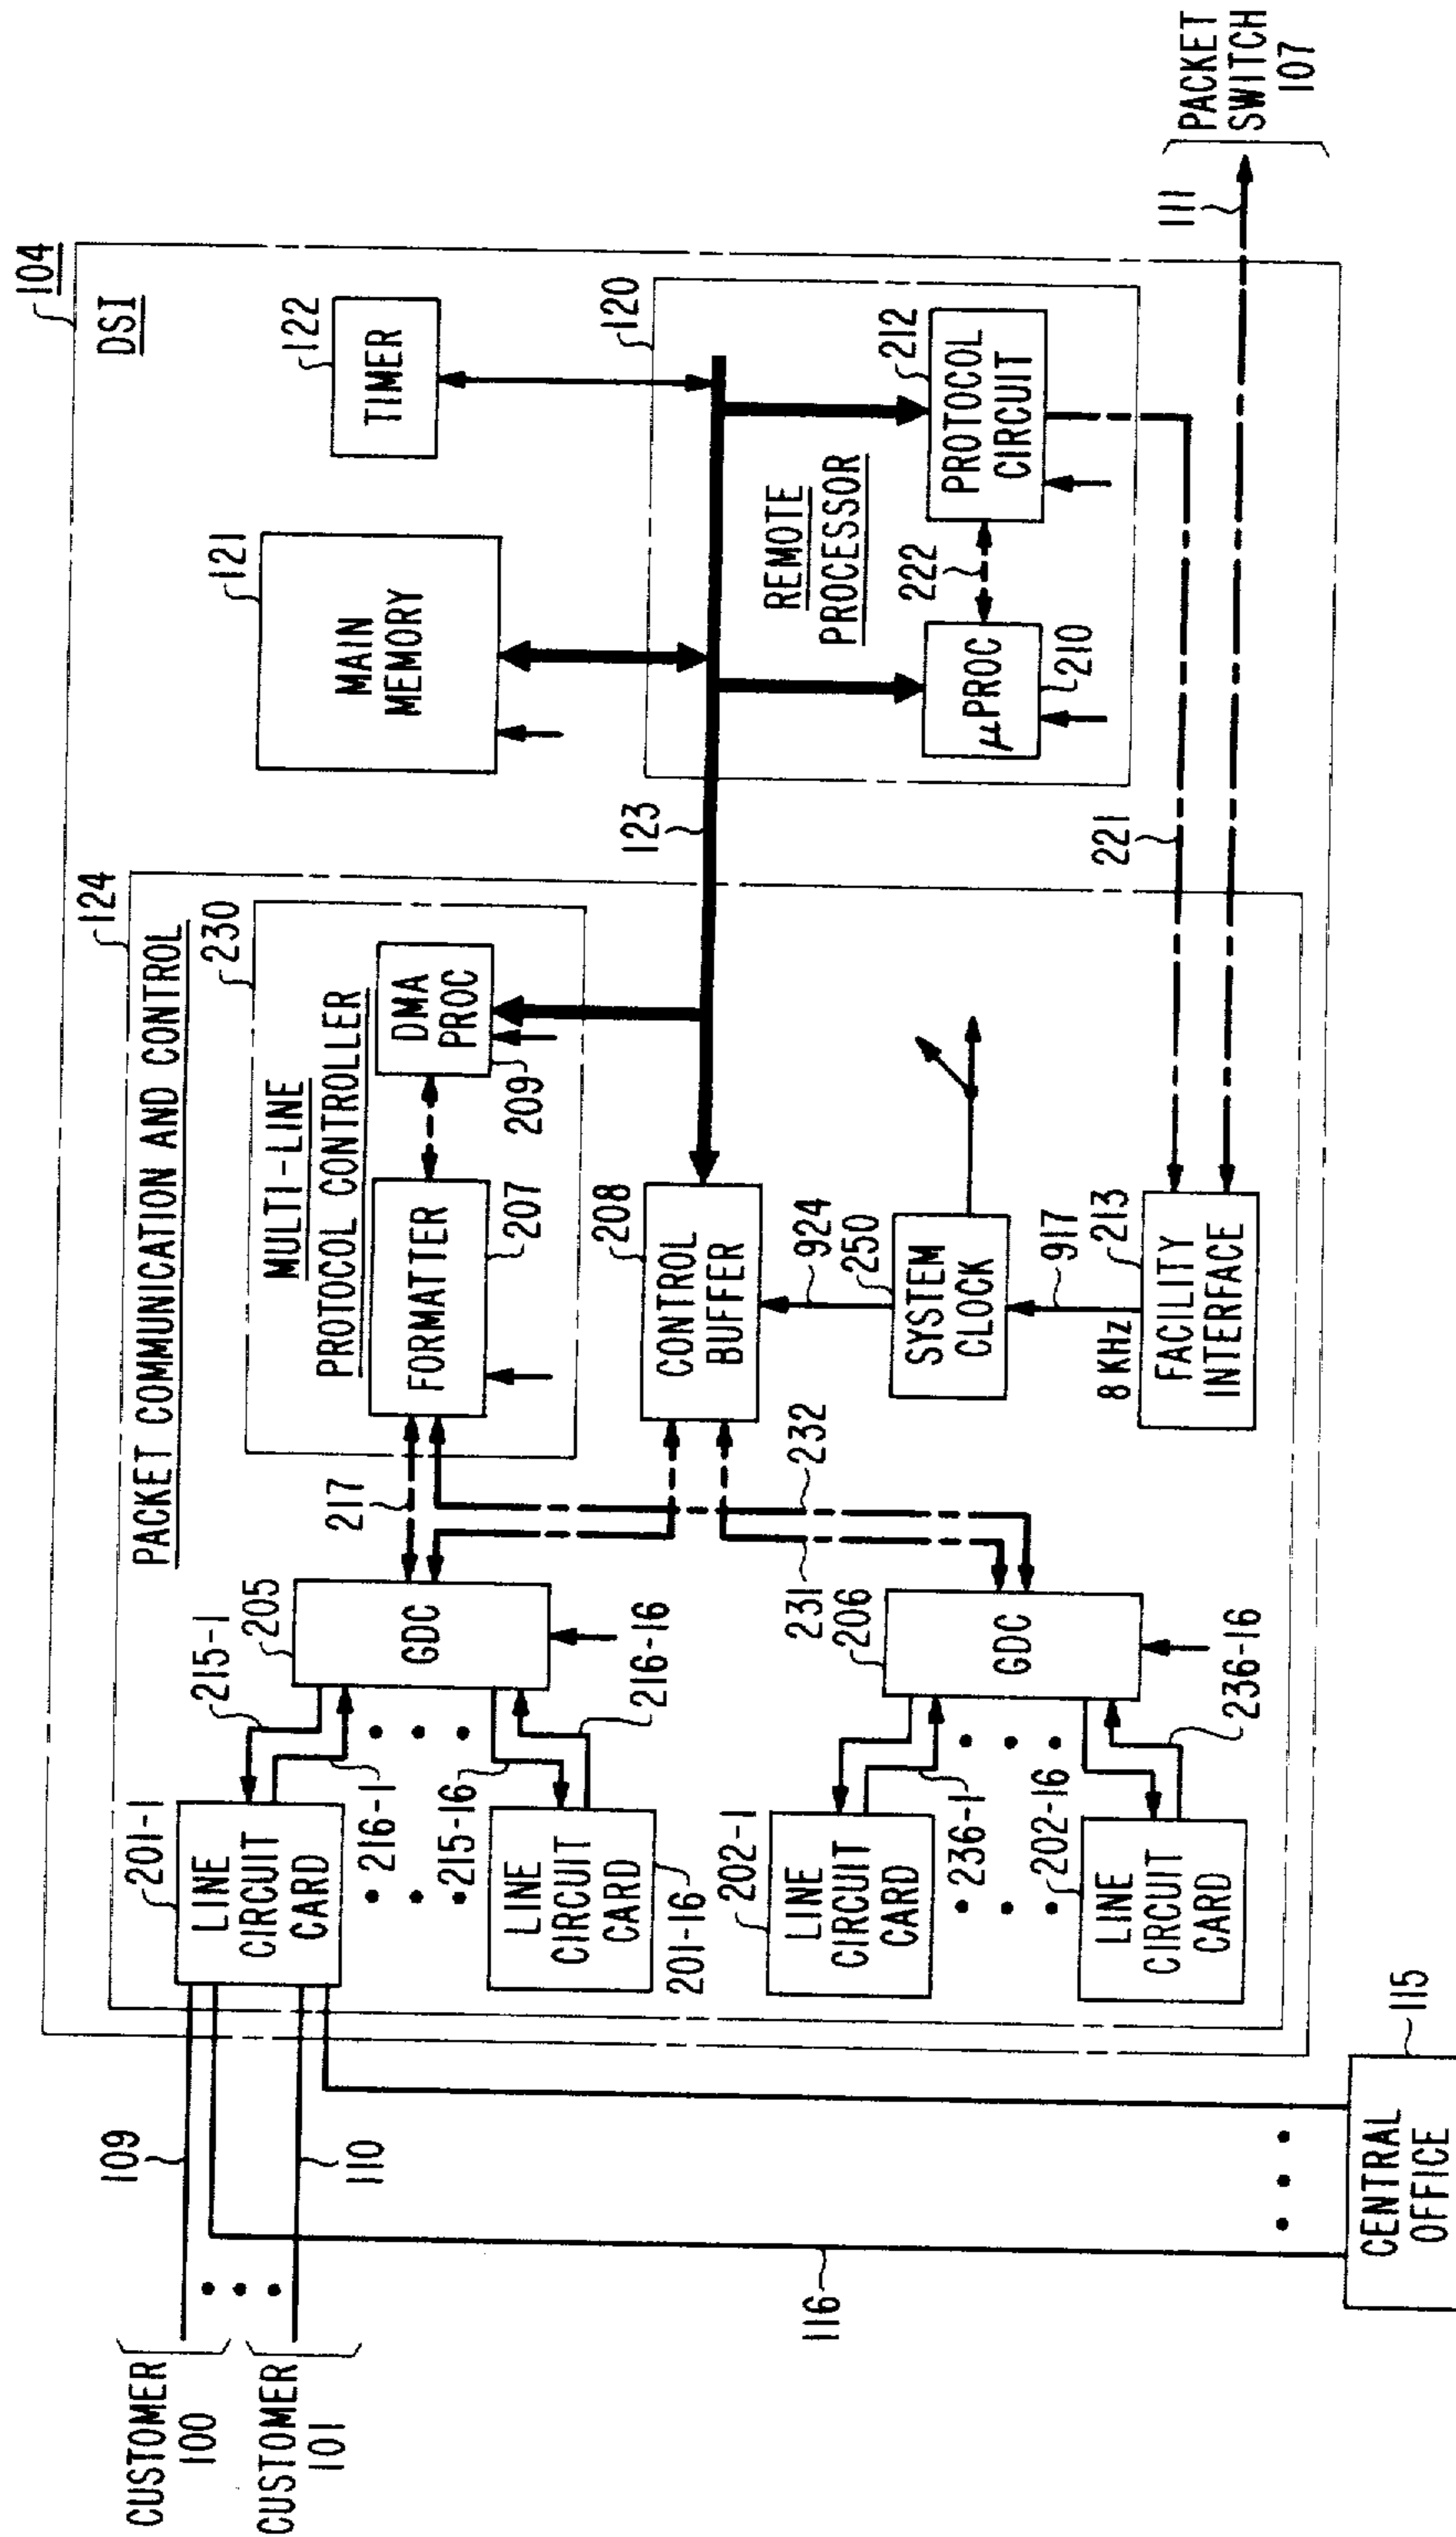 104
DSI
124
PACKET COMMUNICATION AND CONTROL
CUSTOMER
100
CUSTOMER
101
109
110
116
CENTRAL
OFFICE
115
201-1
LINE
CIRCUIT
CARD
215-1
216-1
215-16
216-16
LINE
CIRCUIT
CARD
201-16
205
GDC
217
230
MULTI-LINE
PROTOCOL CONTROLLER
FORMATTER
207
DMA
PROC
209
202-1
LINE
CIRCUIT
CARD
236-1
202-16
LINE
CIRCUIT
CARD
236-16
206
GDC
231
232
208
CONTROL
BUFFER
924
250
SYSTEM
CLOCK
917
8 KHz
213
FACILITY
INTERFACE
123
121
MAIN
MEMORY
122
TIMER
120
REMOTE
PROCESSOR
μPROC
210
222
212
PROTOCOL
CIRCUIT
221
111
PACKET
SWITCH
107